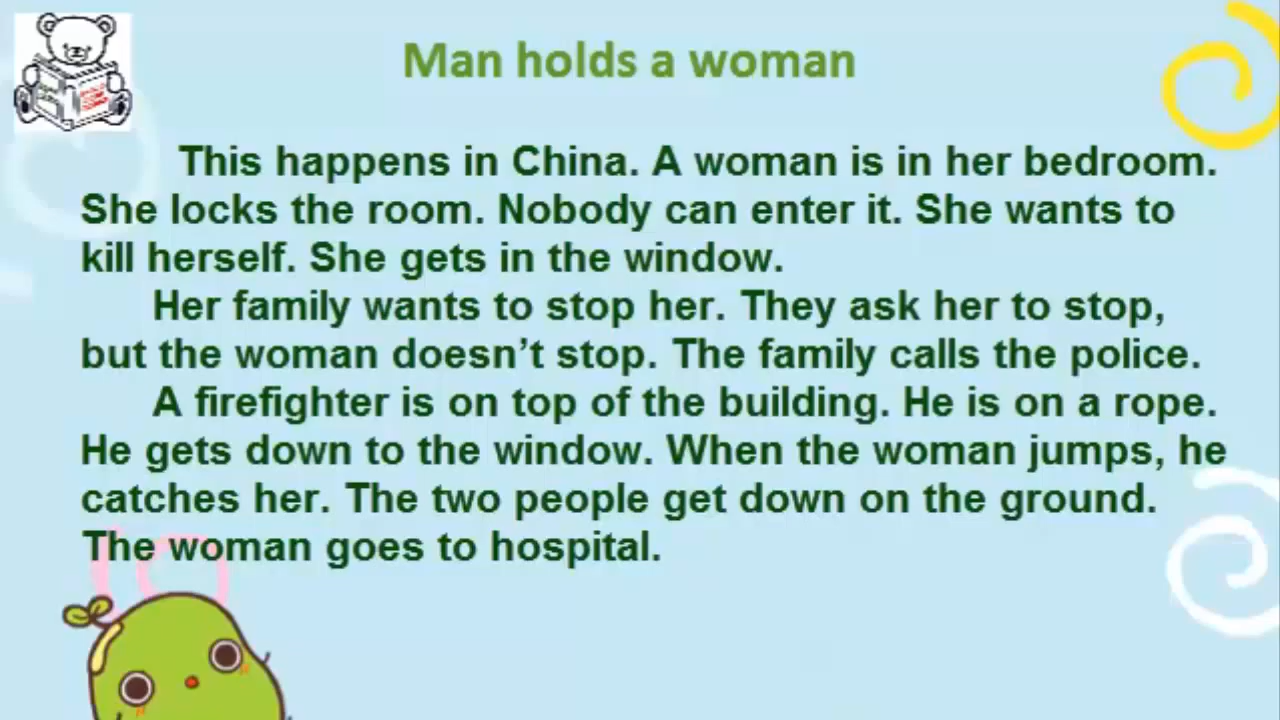 Man holds a woman
This happens in China. A woman is in her bedroom.
She locks the room. Nobody can enter it. She wants to
kill herself. She gets in the window.
Her family wants to stop her. They ask her to stop,
but the woman doesn’t stop. The family calls the police.
A firefighter is on top of the building. He is on a rope.
He gets down to the window. When the woman jumps, he
catches her. The two people get down on the ground.
The woman goes to hospital.